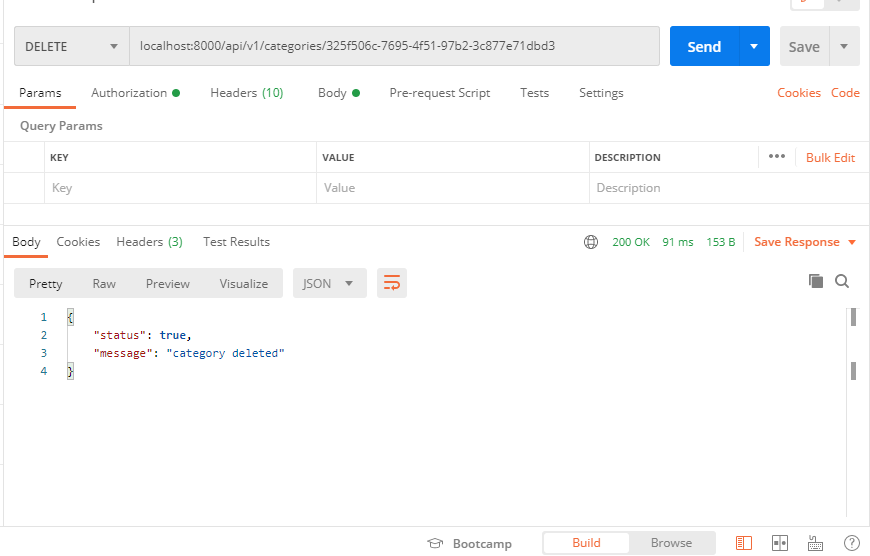 DELETE localhost:8000/api/v1/categories/325f506c-7695-4f51-97b2-3c877e71dbd3 Send Save
Params Authorization Headers (10) Body Pre-request Script Tests Settings Cookies Code
Query Params
KEY VALUE DESCRIPTION ••• Bulk Edit
Key Value Description
Body Cookies Headers (3) Test Results 200 OK 91 ms 153 B Save Response
Pretty Raw Preview Visualize JSON
1 {
2 "status": true,
3 "message": "category deleted"
4 }
Bootcamp Build Browse ?